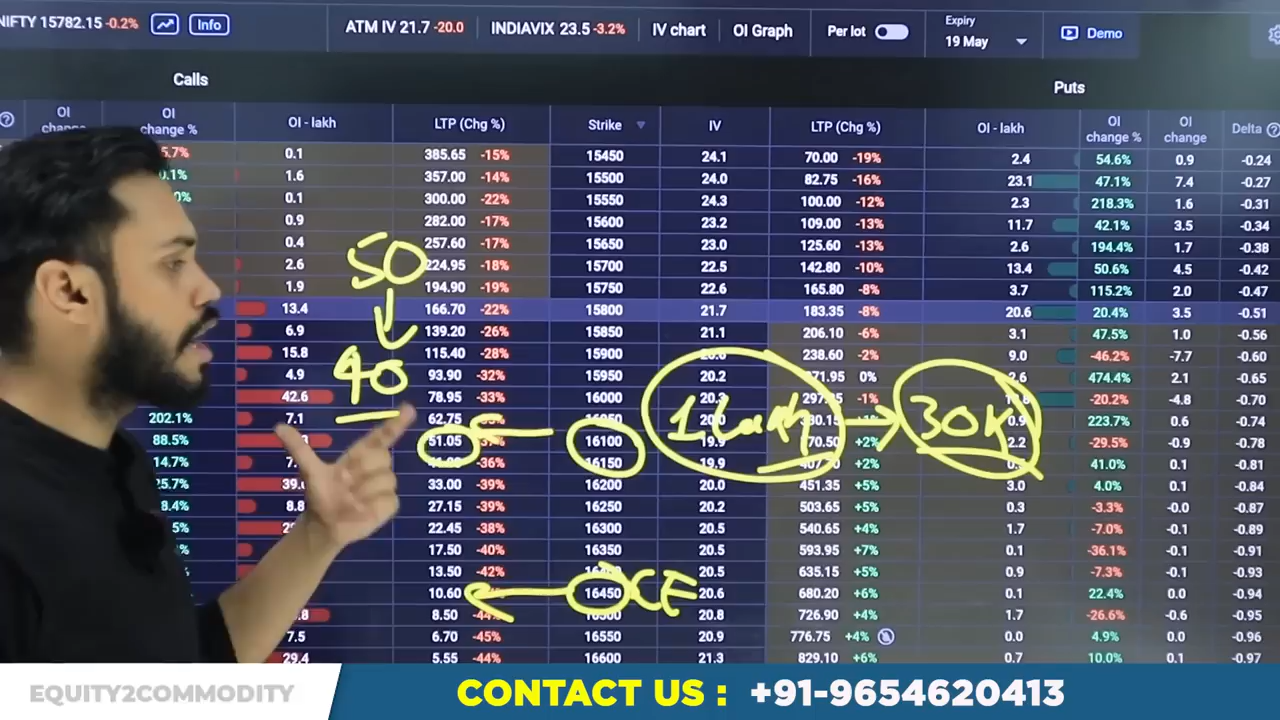 NIFTY 15782.15 -0.2% Info ATM IV 21.7 -20.0 INDIAVIX 23.5 -3.2% IV chart OI Graph Per lot Expiry 19 May Demo
Calls Puts
OI change OI change % OI - lakh LTP (Chg %) Strike IV LTP (Chg %) OI - lakh OI change % OI change Delta
5.7% 0.1 385.65 -15% 15450 24.1 70.00 -19% 2.4 54.6% 0.9 -0.24
0.1% 1.6 357.00 -14% 15500 24.0 82.75 -16% 23.1 47.1% 7.4 -0.27
0.1 300.00 -22% 15550 24.3 100.00 -12% 2.3 218.3% 1.6 -0.31
0.9 282.00 -17% 15600 23.2 109.00 -13% 11.7 42.1% 3.5 -0.34
0.4 257.60 -17% 15650 23.0 125.60 -13% 2.6 194.4% 1.7 -0.38
2.6 224.95 -18% 15700 22.5 142.80 -10% 13.4 50.6% 4.5 -0.42
1.9 194.90 -19% 15750 22.6 165.80 -8% 3.7 115.2% 2.0 -0.47
13.4 166.70 -22% 15800 21.7 183.35 -8% 20.6 20.4% 3.5 -0.51
6.9 139.20 -26% 15850 21.1 206.10 -6% 3.1 47.5% 1.0 -0.56
15.8 115.40 -28% 15900 238.60 -2% 9.0 -46.2% -7.7 -0.60
4.9 93.90 -32% 15950 20.2 0% 2.6 474.4% 2.1 -0.65
42.6 78.95 -33% 16000 20.3 -1% -20.2% -4.8 -0.70
202.1% 7.1 62.75 0.9 223.7% 0.6 -0.74
88.5% 51.05 16100 19.9 +2% 2.2 -29.5% -0.9 -0.78
14.7% -36% 16150 19.9 +2% 41.0% 0.1 -0.81
25.7% 33.00 -39% 16200 20.0 451.35 +5% 3.0 4.0% 0.1 -0.84
8.8 27.15 -39% 16250 20.2 503.65 +5% 0.3 -3.3% -0.0 -0.87
22.45 -38% 16300 20.5 540.65 +4% 1.7 -7.0% -0.1 -0.89
17.50 -40% 16350 20.5 593.95 +7% 0.1 -36.1% -0.1 -0.91
13.50 -42% 20.5 635.15 +5% 0.9 -7.3% -0.1 -0.93
10.60 16450 20.6 680.20 +6% 0.1 22.4% 0.0 -0.94
8.50 -44% 20.8 726.90 +4% 1.7 -26.6% -0.6 -0.95
7.5 6.70 -45% 16550 20.9 776.75 +4% 0.0 4.9% 0.0 -0.96
29.4 5.55 -44% 16600 21.3 829.10 +6% 0.7 10.0% 0.1 -0.97
50
40
1 Lakh 30K
CE
EQUITY2COMMODITY CONTACT US : +91-9654620413